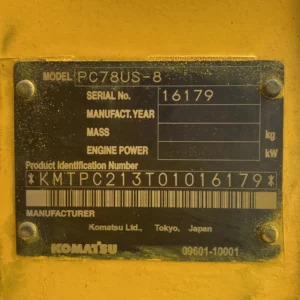 MODEL PC78US-8
SERIAL No. 16179
MANUFACT.YEAR
MASS kg
ENGINE POWER kW
Product Identification Number
*KMTPC213T01016179*
MANUFACTURER
Komatsu Ltd., Tokyo, Japan
KOMATSU 09601-10001